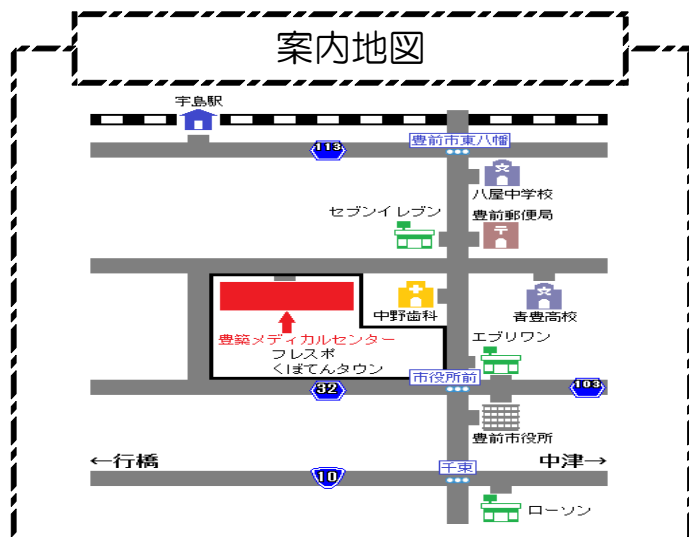 案内地図
宇島駅
113
豊前市東八幡
文
八屋中学校
セブンイレブン
豊前郵便局
〒
文
中野歯科
青豊高校
豊築メディカルセンター
フレスポ
くぼてんタウン
エブリワン
市役所前
32
103
豊前市役所
←行橋
千束
中津→
10
ローソン